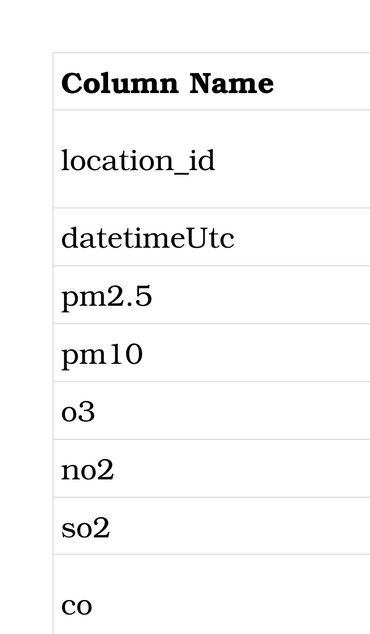 Column Name
location_id
datetimeUtc
pm2.5
pm10
o3
no2
so2
co